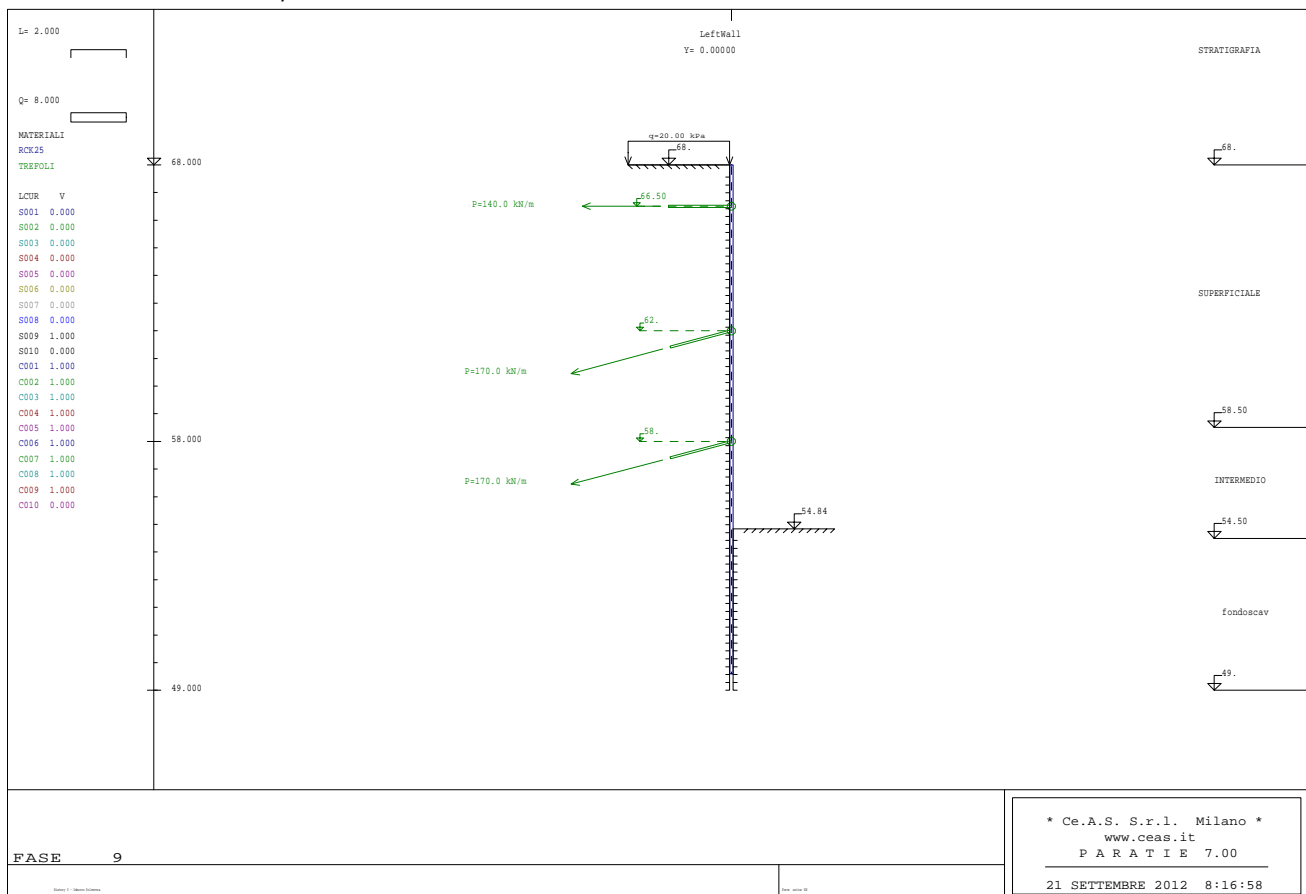 L= 2.000
Q= 8.000
MATERIALI
RCK25
TREFOLI
LCUR V
S001 0.000
S002 0.000
S003 0.000
S004 0.000
S005 0.000
S006 0.000
S007 0.000
S008 0.000
S009 1.000
S010 0.000
C001 1.000
C002 1.000
C003 1.000
C004 1.000
C005 1.000
C006 1.000
C007 1.000
C008 1.000
C009 1.000
C010 0.000
68.000
58.000
49.000
LeftWall
Y= 0.00000
q=20.00 kPa
68.
66.50
P=140.0 kN/m
62.
P=170.0 kN/m
58.
P=170.0 kN/m
54.84
STRATIGRAFIA
68.
SUPERFICIALE
58.50
INTERMEDIO
54.50
fondoscav
49.
FASE 9
* Ce.A.S. S.r.l. Milano *
www.ceas.it
P A R A T I E 7.00
21 SETTEMBRE 2012 8:16:58